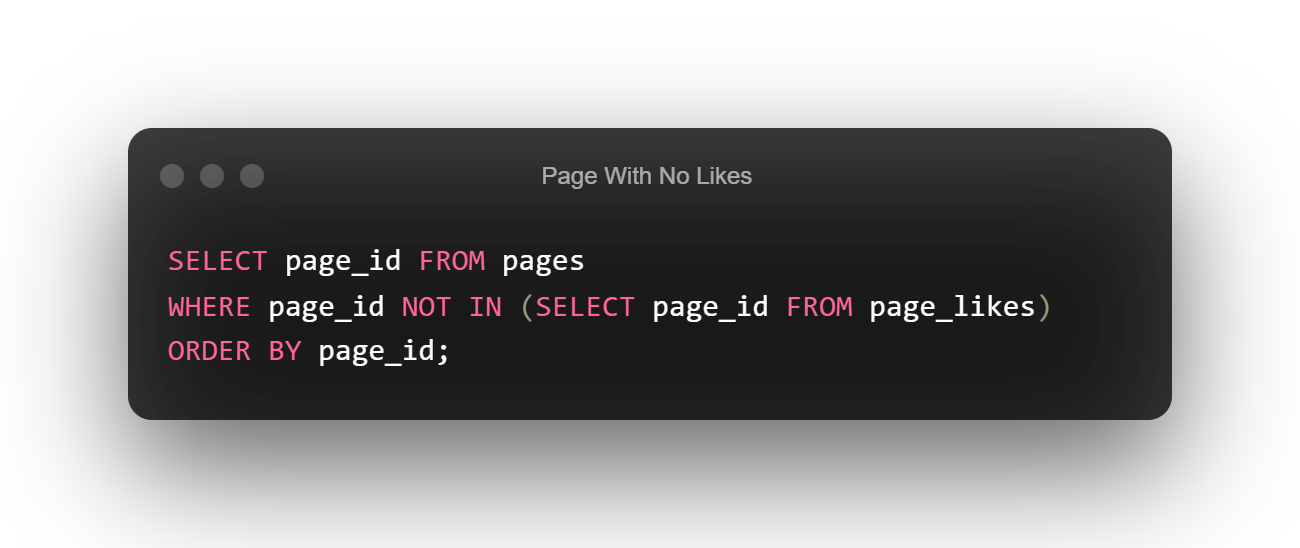 Page With No Likes
SELECT page_id FROM pages
WHERE page_id NOT IN (SELECT page_id FROM page_likes)
ORDER BY page_id;